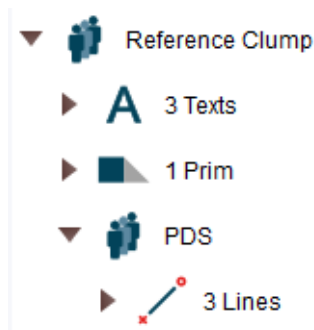 Reference Clump
3 Texts
1 Prim
PDS
3 Lines